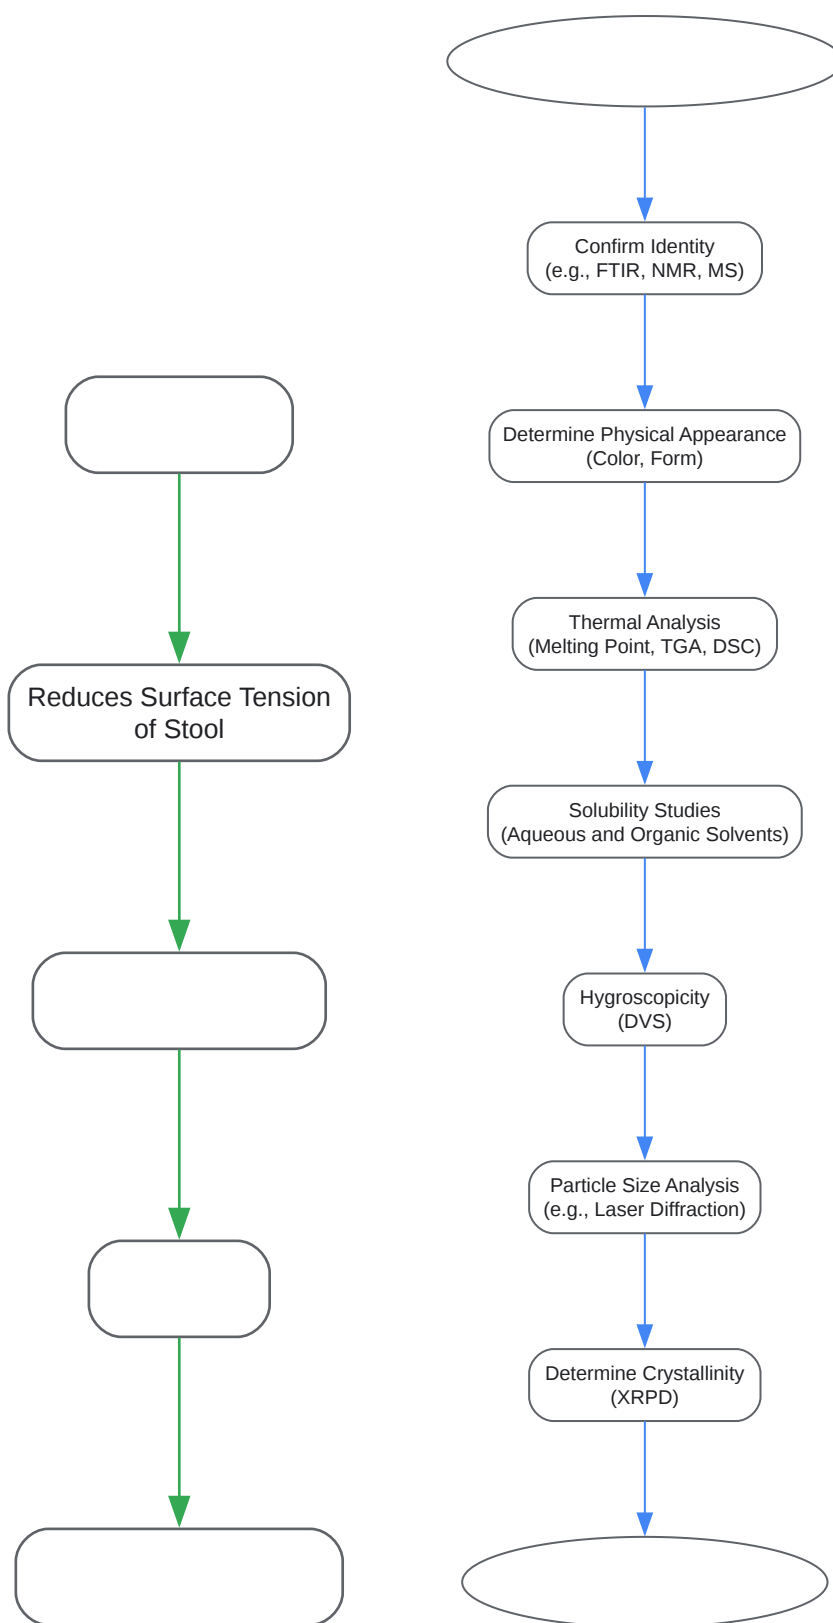 Confirm Identity
(e.g., FTIR, NMR, MS)
Determine Physical Appearance
(Color, Form)
Thermal Analysis
(Melting Point, TGA, DSC)
Reduces Surface Tension
of Stool
Solubility Studies
(Aqueous and Organic Solvents)
Hygroscopicity
(DVS)
Particle Size Analysis
(e.g., Laser Diffraction)
Determine Crystallinity
(XRPD)